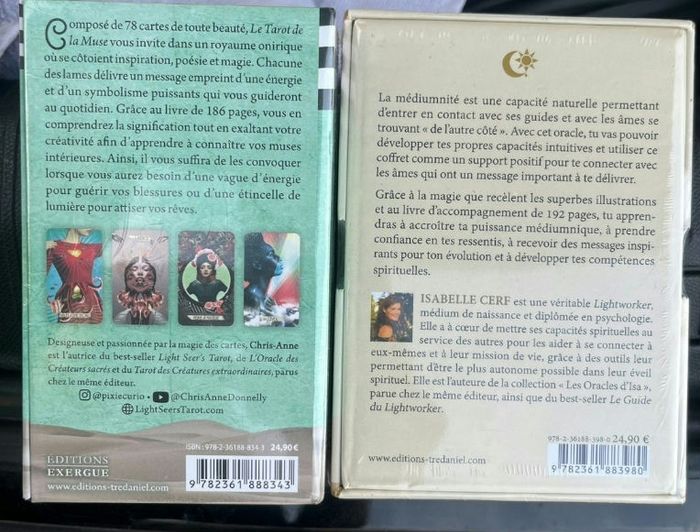 Composé de 78 cartes de toute beauté, Le Tarot de
la Muse vous invite dans un royaume onirique
où se côtoient inspiration, poésie et magie. Chacune
des lames délivre un message empreint d'une énergie
et d'un symbolisme puissants qui vous guideront
au quotidien. Grâce au livre de 186 pages, vous en
comprendrez la signification tout en exaltant votre
créativité afin d'apprendre à connaître vos muses
intérieures. Ainsi, il vous suffira de les convoquer
lorsque vous aurez besoin d'une vague d'énergie
pour guérir vos blessures ou d'une étincelle de
lumière pour attiser vos rêves.
Designeuse et passionnée par la magie des cartes, Chris-Anne
est l'autrice du best-seller Light Seer's Tarot, de L'Oracle des
Créateurs sacrés et du Tarot des Créatures extraordinaires, parus
chez le même éditeur.
@pixiecurio • @ChrisAnneDonnelly
LightSeersTarot.com
ÉDITIONS
EXERGUE
www.editions-tredaniel.com
ISBN : 978-2-36188-834-3 24,90 €
9 782361 888343
La médiumnité est une capacité naturelle permettant
d'entrer en contact avec ses guides et avec les âmes se
trouvant « de l'autre côté ». Avec cet oracle, tu vas pouvoir
développer tes propres capacités intuitives et utiliser ce
coffret comme un support positif pour te connecter avec
les âmes qui ont un message important à te délivrer.
Grâce à la magie que recèlent les superbes illustrations
et au livre d'accompagnement de 192 pages, tu appren-
dras à accroître ta puissance médiumnique, à prendre
confiance en tes ressentis, à recevoir des messages inspi-
rants pour ton évolution et à développer tes compétences
spirituelles.
ISABELLE CERF est une véritable Lightworker,
médium de naissance et diplômée en psychologie.
Elle a à cœur de mettre ses capacités spirituelles au
service des autres pour les aider à se connecter à
eux-mêmes et à leur mission de vie, grâce à des outils leur
permettant d'être le plus autonome possible dans leur éveil
spirituel. Elle est l'auteure de la collection « Les Oracles d'Isa »,
parue chez le même éditeur, ainsi que du best-seller Le Guide
du Lightworker.
www.editions-tredaniel.com
978-2-36188-398-0 24,90 €
9 782361 883980